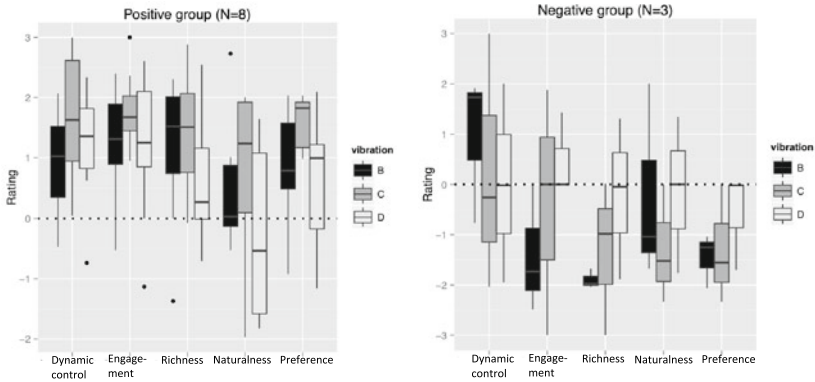 Positive group (N=8)
Rating
3
2
1
0
−1
−2
Dynamic
control
Engage-
ment
Richness
Naturalness
Preference
vibration
B
C
D
Negative group (N=3)
Rating
3
2
1
0
−1
−2
−3
Dynamic
control
Engage-
ment
Richness
Naturalness
Preference
vibration
B
C
D